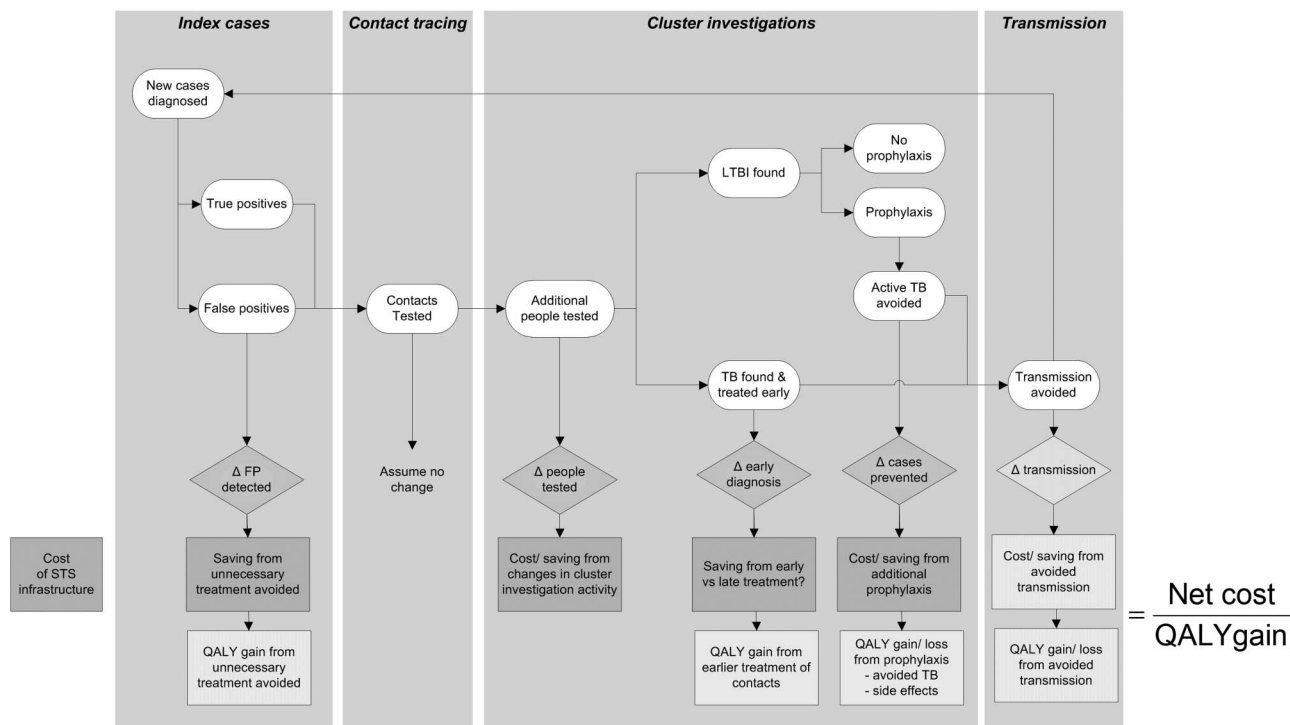 Index cases
Contact tracing
Cluster investigations
Transmission
New cases
diagnosed
No
prophylaxis
LTBI found
Prophylaxis
True positives
Active TB
avoided
False positives
Contacts
Tested
Additional
people tested
TB found &
treated early
Transmission
avoided
Δ FP
detected
Assume no
change
Δ people
tested
Δ early
diagnosis
Δ cases
prevented
Δ transmission
Cost
of STS
infrastructure
Saving from
unnecessary
treatment avoided
Cost/ saving from
changes in cluster
investigation activity
Saving from early
vs late treatment?
Cost/ saving from
additional
prophylaxis
Cost/ saving from
avoided
transmission
QALY gain from
unnecessary
treatment avoided
QALY gain from
earlier treatment of
contacts
QALY gain/ loss
from prophylaxis
- avoided TB
- side effects
QALY gain/ loss
from avoided
transmission
= Net cost
QALYgain